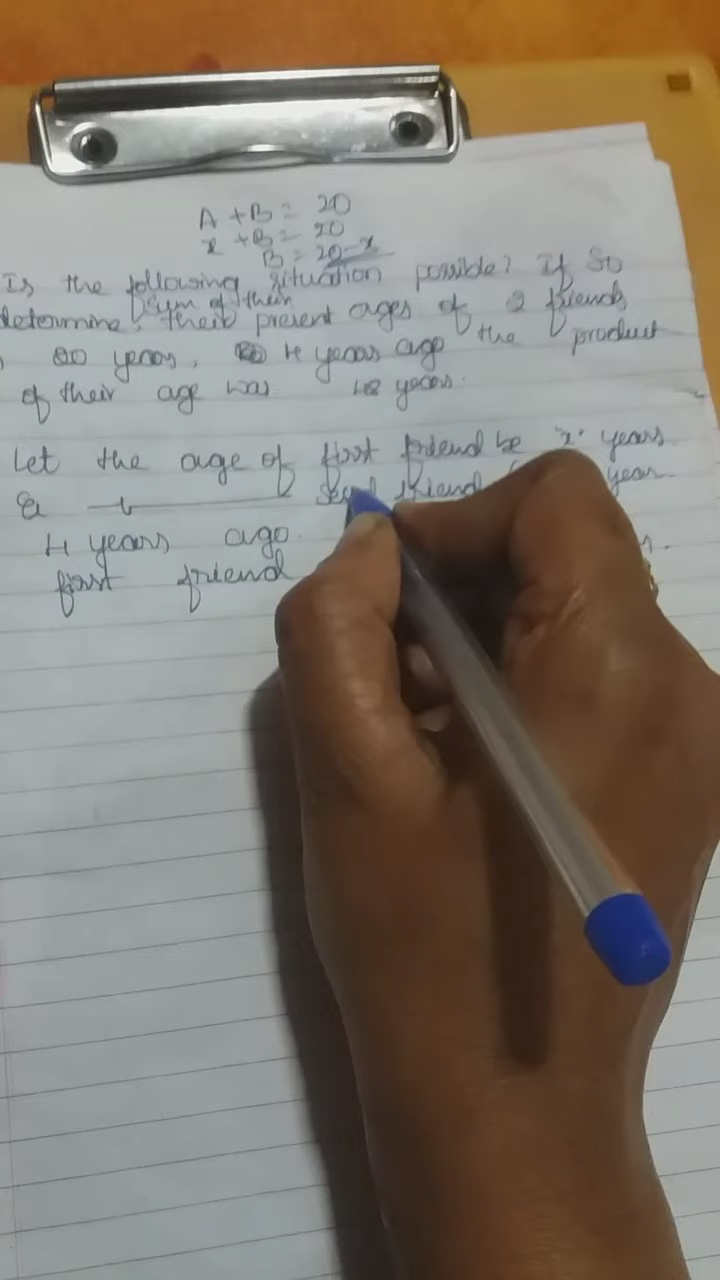 A + B = 20
x + B = 20
B = 20-x
Is the following situation possible? If So
sum of their
determine, their present ages of 2 friends
20 years. 4 years ago the product
of their age was 48 years.
Let the age of first friend be 'x' years
& friend year
4 years ago.
first friend